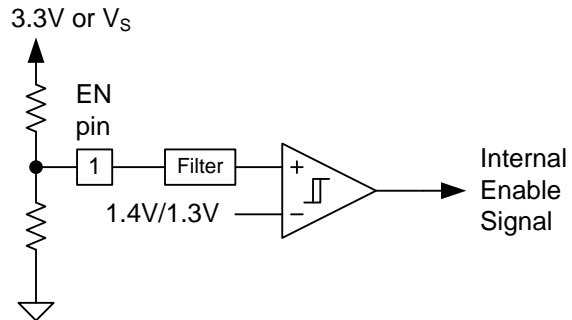 3.3V or VS
EN
pin
1
Filter
+
1.4V/1.3V
−
Internal
Enable
Signal